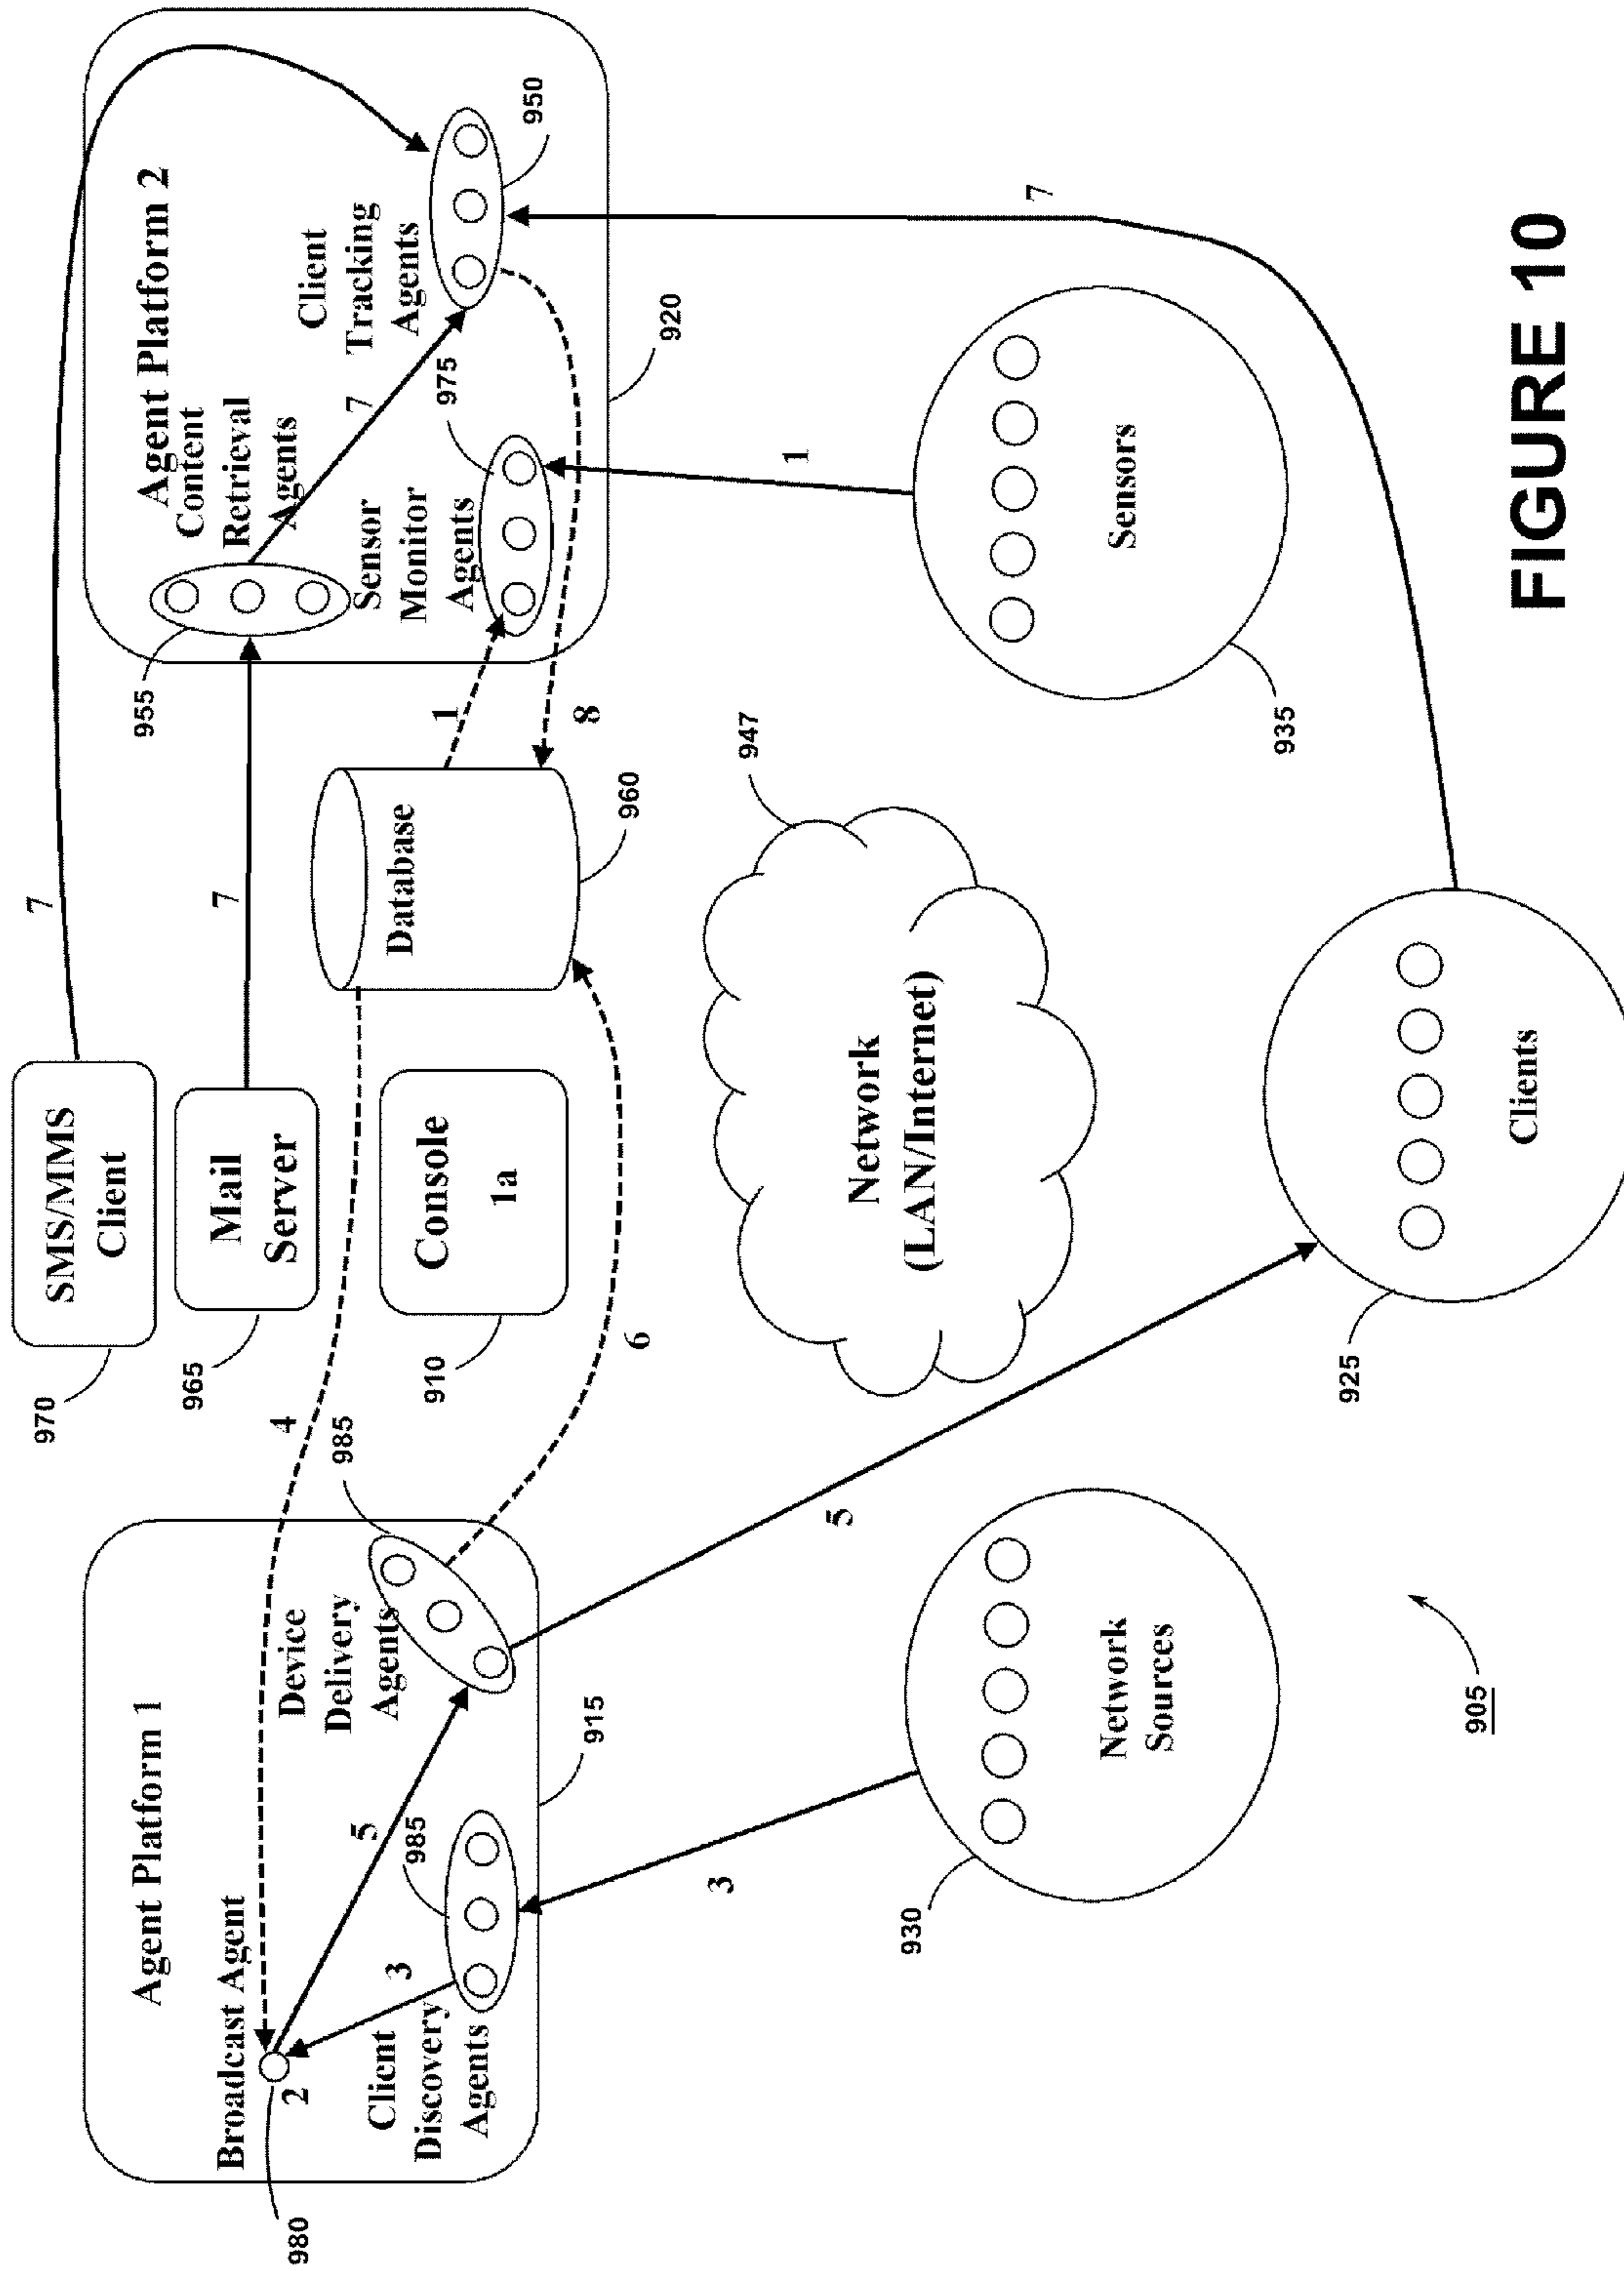 970
SMS/MMS
Client
7
965
Mail
Server
7
910
Console
1a
Database
960
4
6
1
8
Agent Platform 1
Broadcast Agent
980
2
Client
Discovery
Agents
3
985
5
Device
Delivery
Agents
985
915
Agent Platform 2
Content
Retrieval
Agents
955
7
Client
Tracking
Agents
950
Sensor
Monitor
Agents
975
920
3
5
Network
(LAN/Internet)
947
1
7
Network
Sources
930
Sensors
935
Clients
925
905
FIGURE 10